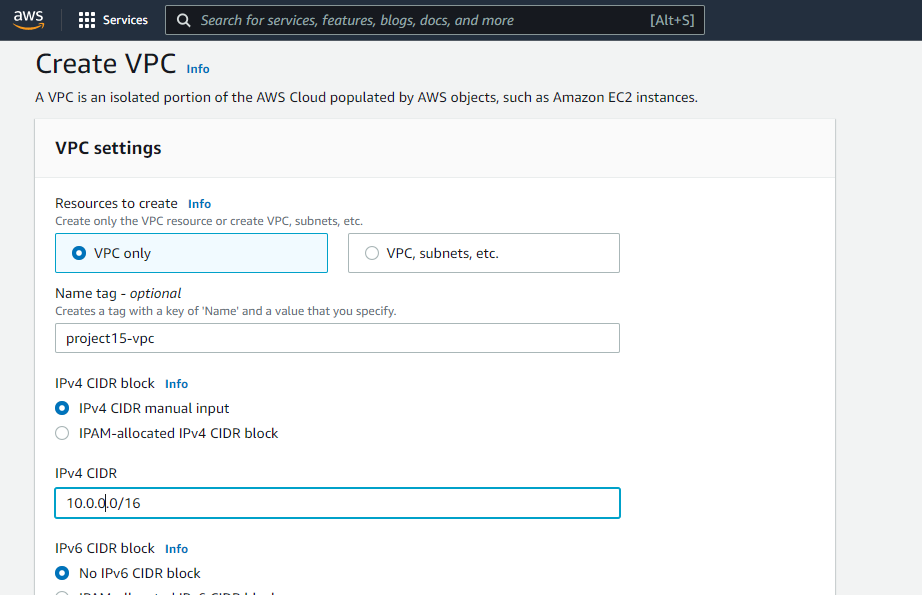 aws Services Search for services, features, blogs, docs, and more [Alt+S]
Create VPC Info
A VPC is an isolated portion of the AWS Cloud populated by AWS objects, such as Amazon EC2 instances.
VPC settings
Resources to create Info
Create only the VPC resource or create VPC, subnets, etc.
VPC only VPC, subnets, etc.
Name tag - optional
Creates a tag with a key of 'Name' and a value that you specify.
project15-vpc
IPv4 CIDR block Info
IPv4 CIDR manual input
IPAM-allocated IPv4 CIDR block
IPv4 CIDR
10.0.0.0/16
IPv6 CIDR block Info
No IPv6 CIDR block